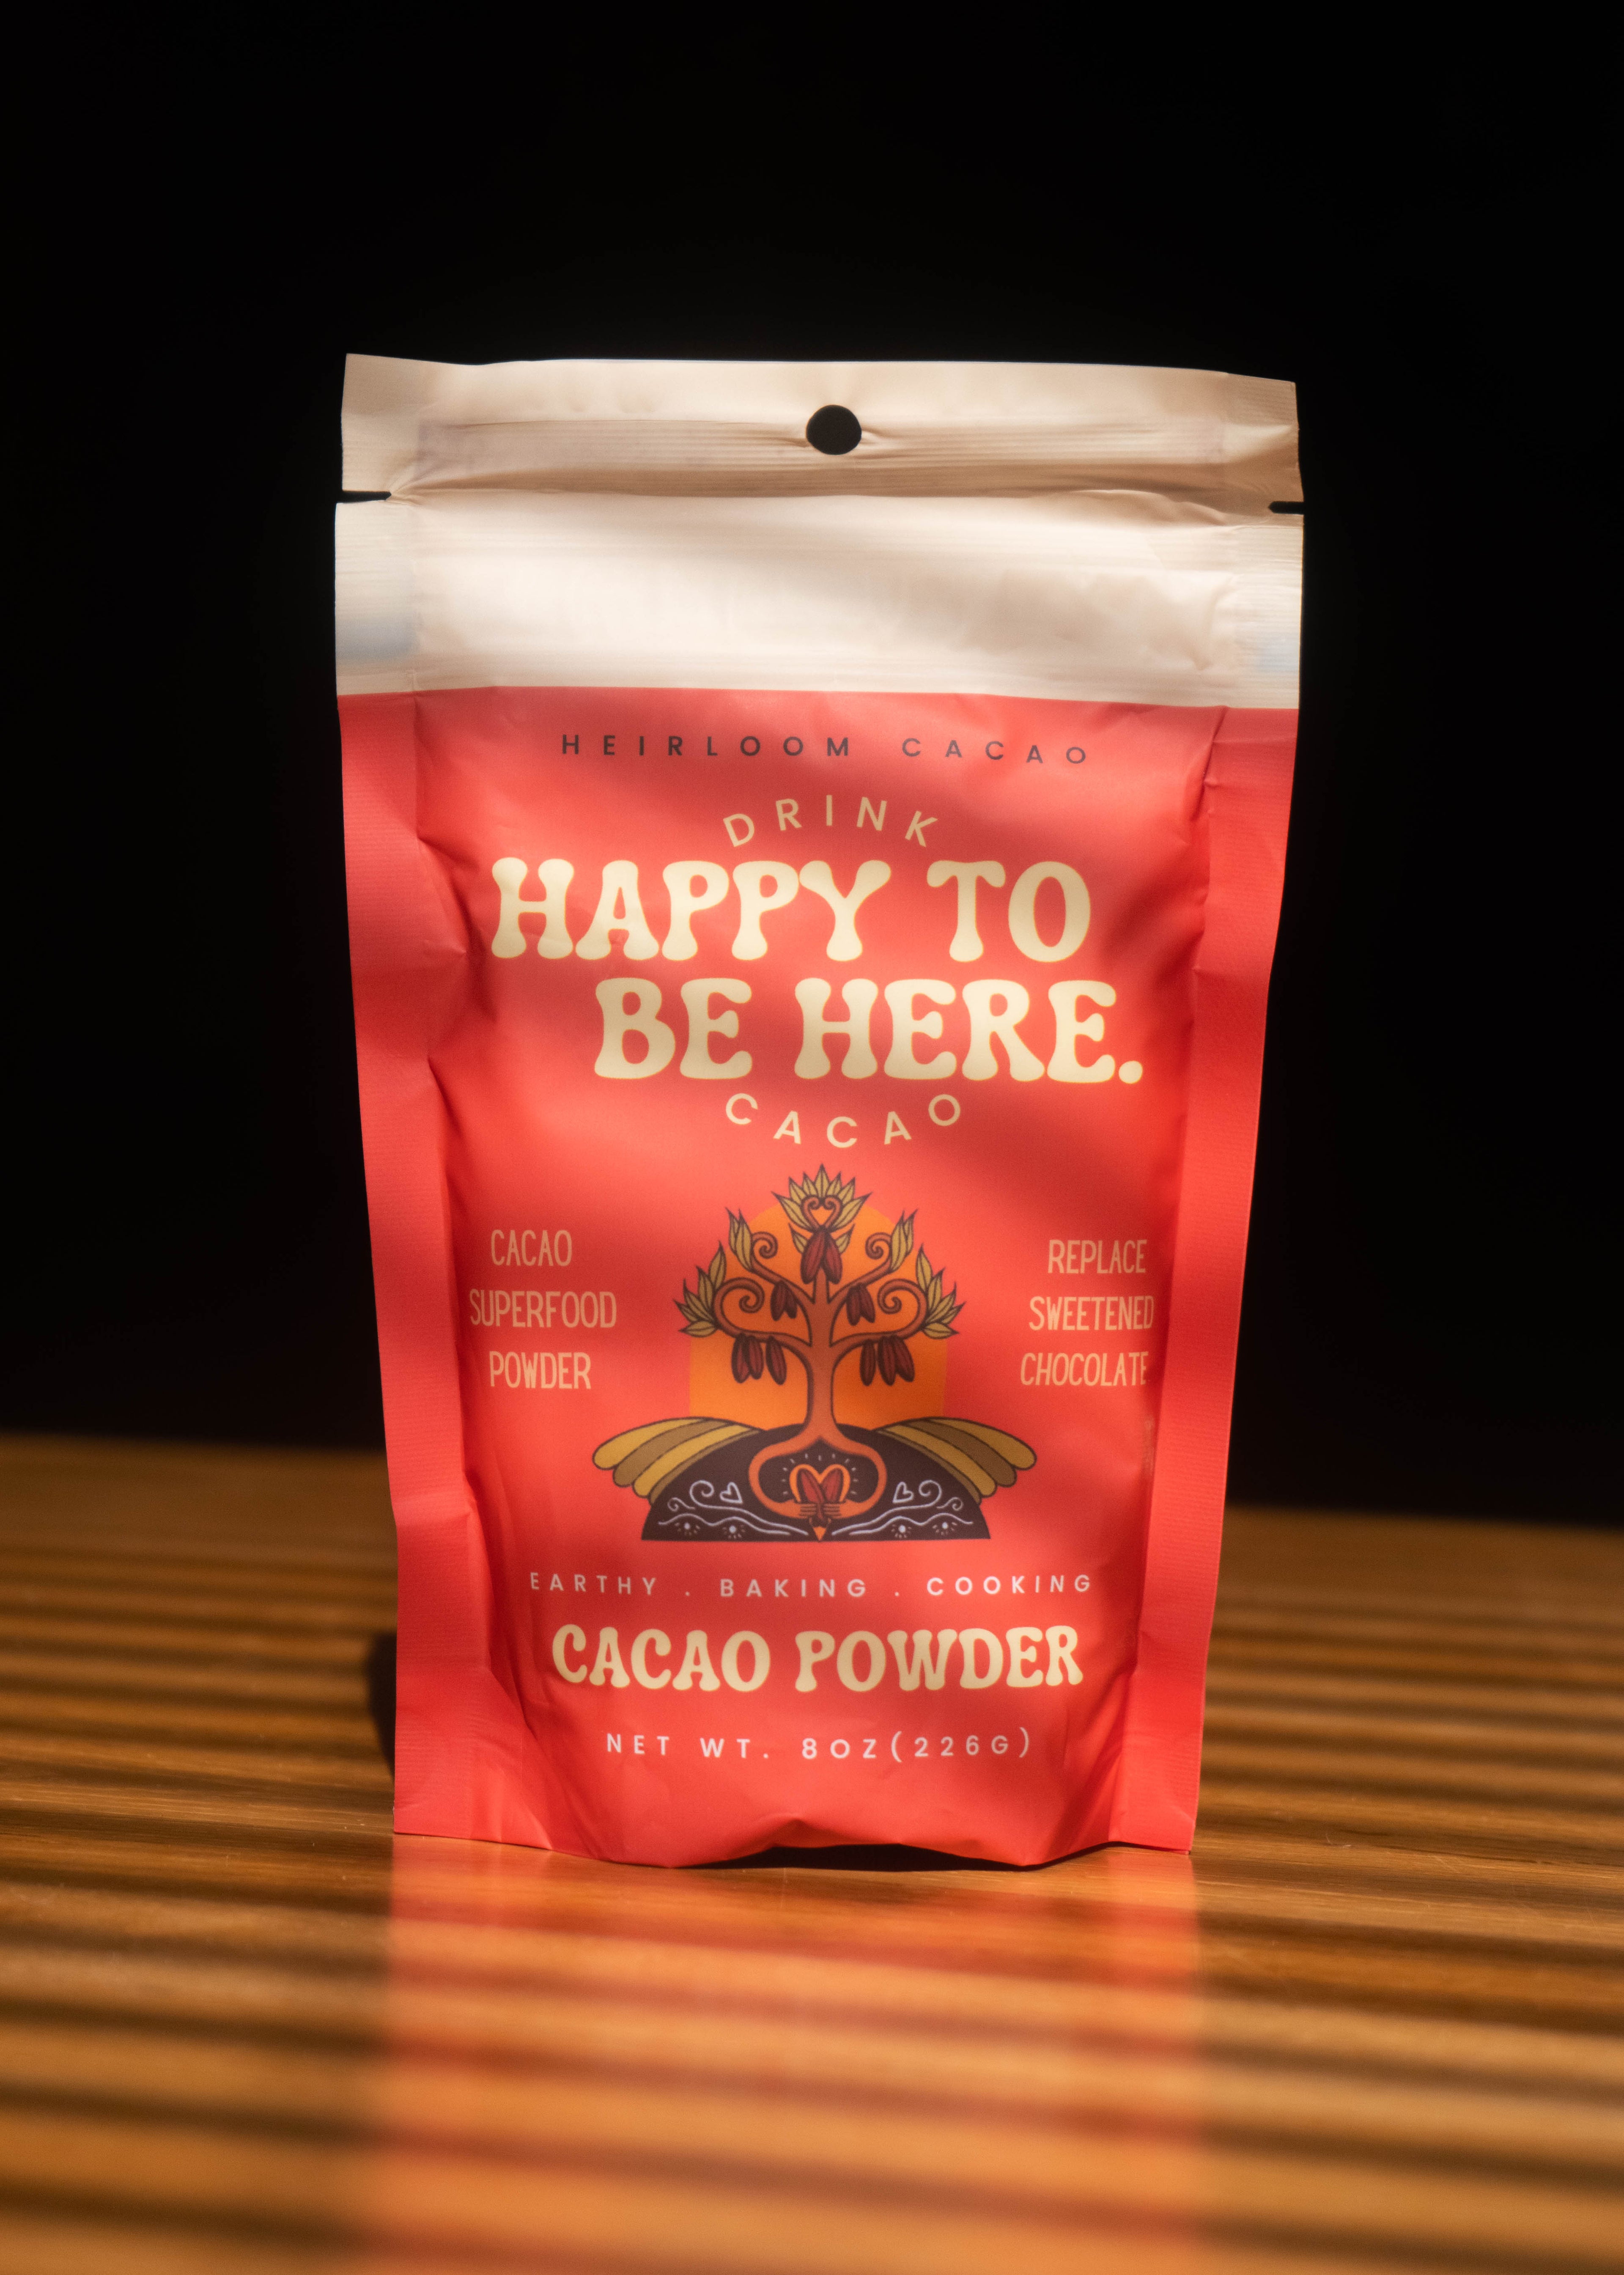 HEIRLOOM CACAO
DRINK
HAPPY TO
BE HERE.
CACAO
CACAO
SUPERFOOD
POWDER
REPLACE
SWEETENED
CHOCOLATE
EARTHY . BAKING . COOKING
CACAO POWDER
NET WT. 8OZ(226G)